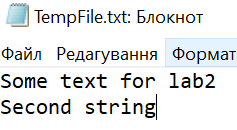 TempFile.txt: Блокнот
Файл Редагування Формат
Some text for lab2
Second string